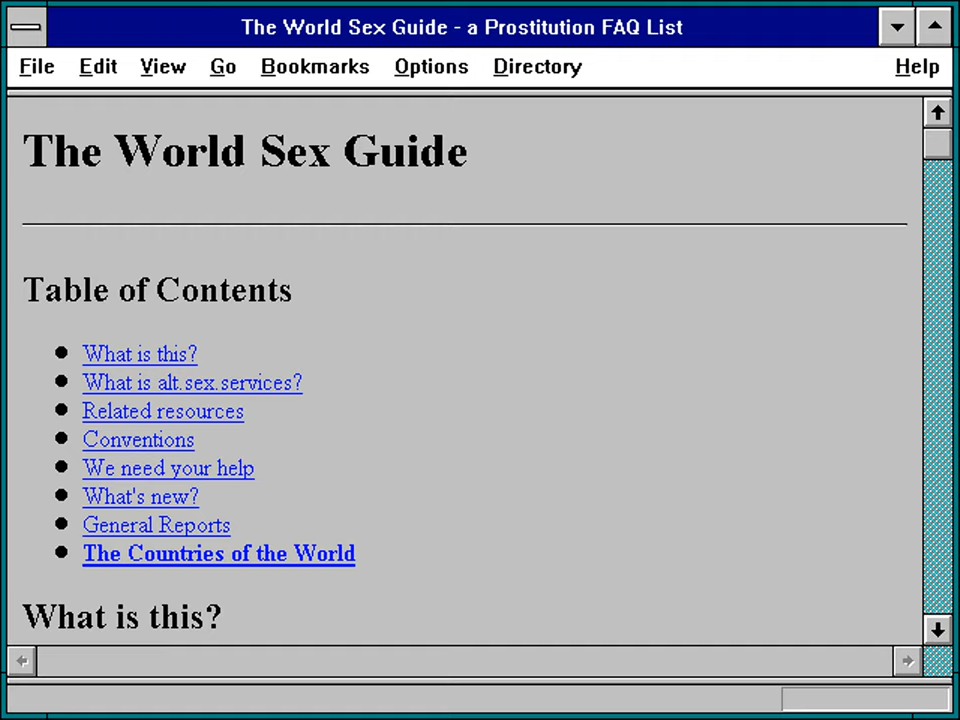 The World Sex Guide - a Prostitution FAQ List
File Edit View Go Bookmarks Options Directory Help
The World Sex Guide
Table of Contents
What is this?
What is alt.sex.services?
Related resources
Conventions
We need your help
What's new?
General Reports
The Countries of the World
What is this?